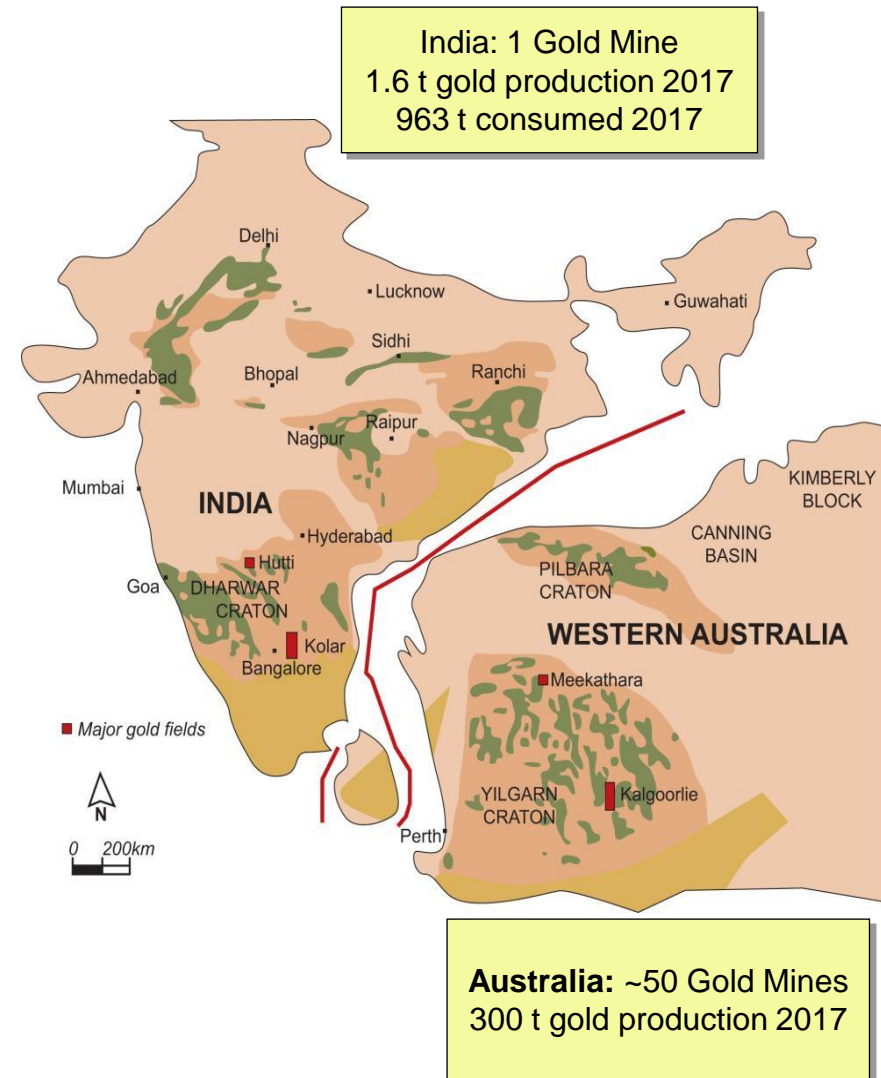 India: 1 Gold Mine
1.6 t gold production 2017
963 t consumed 2017
Delhi
Lucknow
Guwahati
Sidhi
Ahmedabad
Bhopal
Ranchi
Nagpur
Raipur
Mumbai
INDIA
KIMBERLY
BLOCK
CANNING
BASIN
Hyderabad
Hutti
Goa
DHARWAR
CRATON
PILBARA
CRATON
WESTERN AUSTRALIA
Kolar
Bangalore
Meekathara
Major gold fields
N
YILGARN
CRATON
Kalgoorlie
Perth
0 200km
Australia: ~50 Gold Mines
300 t gold production 2017